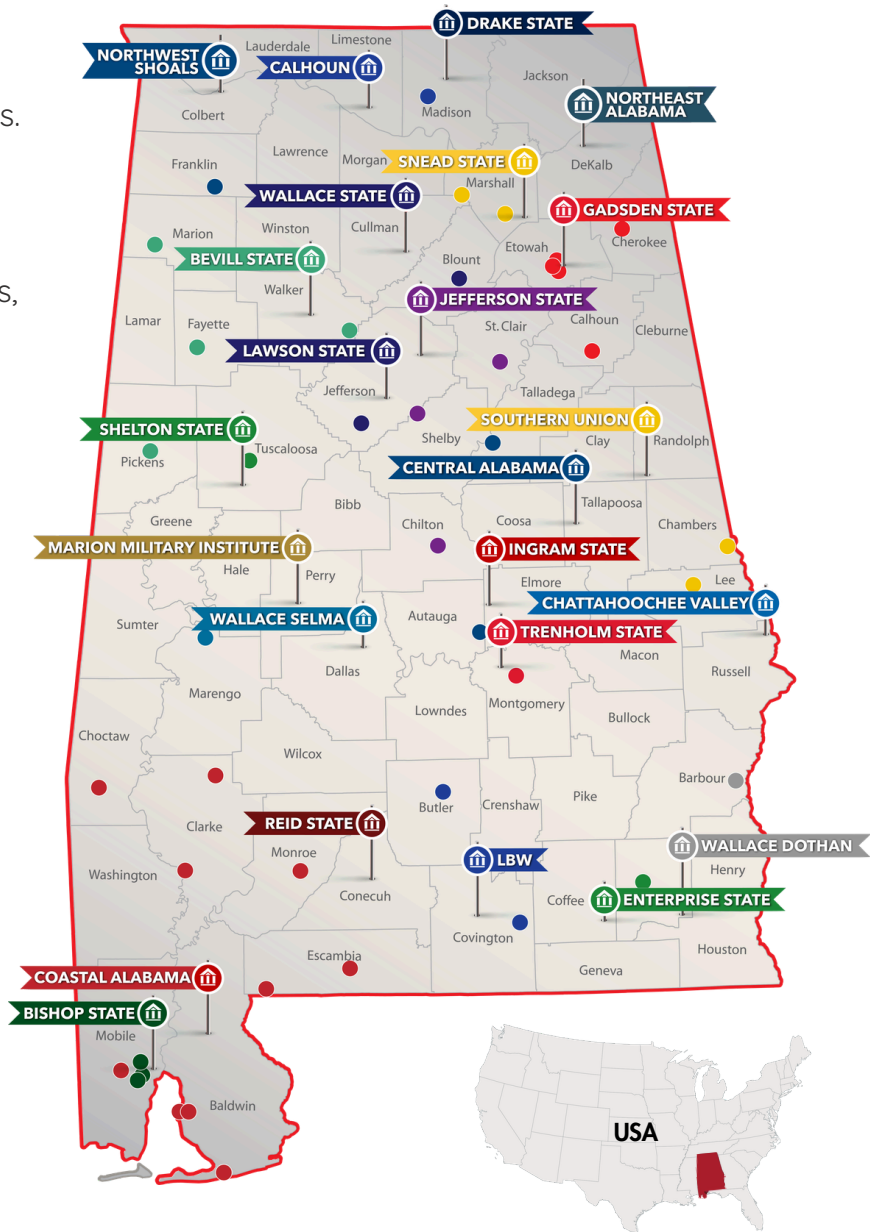 DRAKE STATE
Limestone
Lauderdale
NORTHWEST
SHOALS
CALHOUN
Jackson
NORTHEAST
ALABAMA
Madison
Colbert
s.
Lawrence
Morgan
SNEAD STATE
Franklin
DeKalb
Marshall
WALLACE STATE
GADSDEN STATE
Marion
Winston
Cullman
Etowah
Cherokee
BEVILL STATE
Blount
Walker
s,
JEFFERSON STATE
Lamar
Fayette
St. Clair
Calhoun
Cleburne
LAWSON STATE
Jefferson
Talladega
SOUTHERN UNION
SHELTON STATE
Shelby
Clay
Randolph
Tuscaloosa
Pickens
CENTRAL ALABAMA
Bibb
Tallapoosa
Greene
Chilton
Coosa
Chambers
MARION MILITARY INSTITUTE
INGRAM STATE
Hale
Perry
Elmore
Lee
CHATTAHOOCHEE VALLEY
Sumter
WALLACE SELMA
Autauga
TRENHOLM STATE
Macon
Dallas
Russell
Marengo
Lowndes
Montgomery
Bullock
Choctaw
Wilcox
Barbour
Butler
Crenshaw
Pike
Clarke
REID STATE
WALLACE DOTHAN
Monroe
LBW
Washington
Henry
Conecuh
Coffee
ENTERPRISE STATE
Covington
Houston
Escambia
Geneva
COASTAL ALABAMA
BISHOP STATE
Mobile
Baldwin
USA